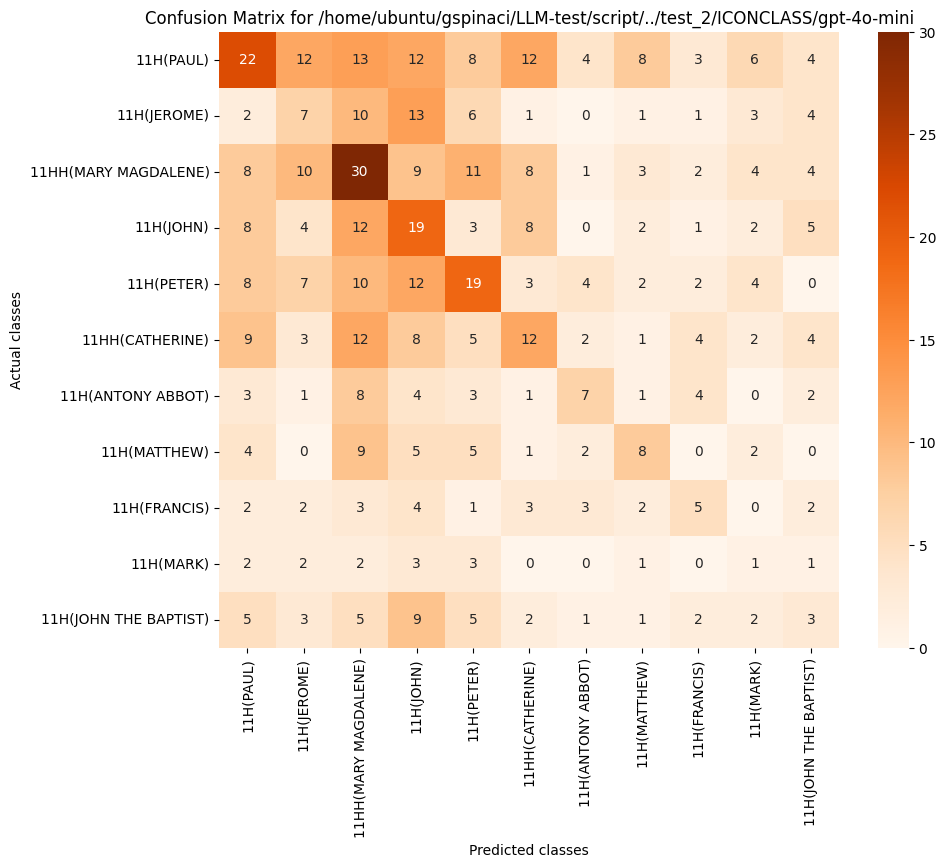 Confusion Matrix for /home/ubuntu/gspinaci/LLM-test/script/../test_2/ICONCLASS/gpt-4o-mini
Actual classes
11H(PAUL) 22 12 13 12 8 12 4 8 3 6 4
11H(JEROME) 2 7 10 13 6 1 0 1 1 3 4
11HH(MARY MAGDALENE) 8 10 30 9 11 8 1 3 2 4 4
11H(JOHN) 8 4 12 19 3 8 0 2 1 2 5
11H(PETER) 8 7 10 12 19 3 4 2 2 4 0
11HH(CATHERINE) 9 3 12 8 5 12 2 1 4 2 4
11H(ANTONY ABBOT) 3 1 8 4 3 1 7 1 4 0 2
11H(MATTHEW) 4 0 9 5 5 1 2 8 0 2 0
11H(FRANCIS) 2 2 3 4 1 3 3 2 5 0 2
11H(MARK) 2 2 2 3 3 0 0 1 0 1 1
11H(JOHN THE BAPTIST) 5 3 5 9 5 2 1 1 2 2 3
11H(PAUL)
11H(JEROME)
11HH(MARY MAGDALENE)
11H(JOHN)
11H(PETER)
11HH(CATHERINE)
11H(ANTONY ABBOT)
11H(MATTHEW)
11H(FRANCIS)
11H(MARK)
11H(JOHN THE BAPTIST)
Predicted classes
30
25
20
15
10
5
0